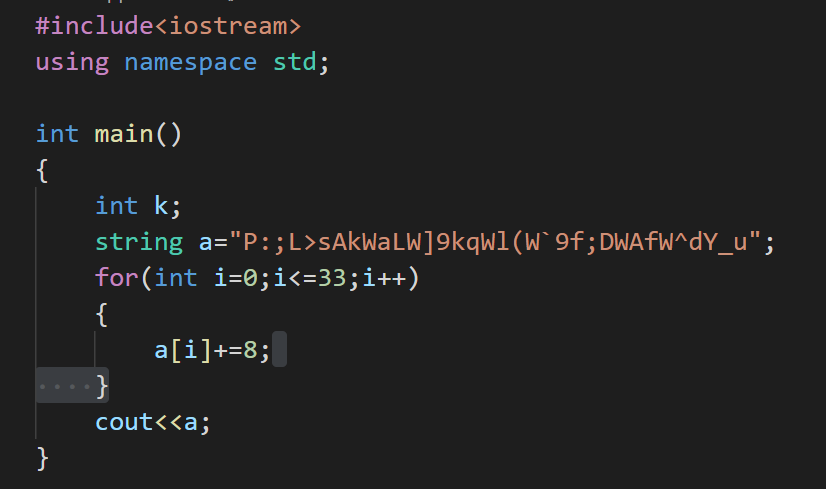 #include<iostream>
using namespace std;
int main()
{
int k;
string a="P:;L>sAkWaLW]9kqWl(W`9f;DWAfW^dY_u";
for(int i=0;i<=33;i++)
{
a[i]+=8;
}
cout<<a;
}